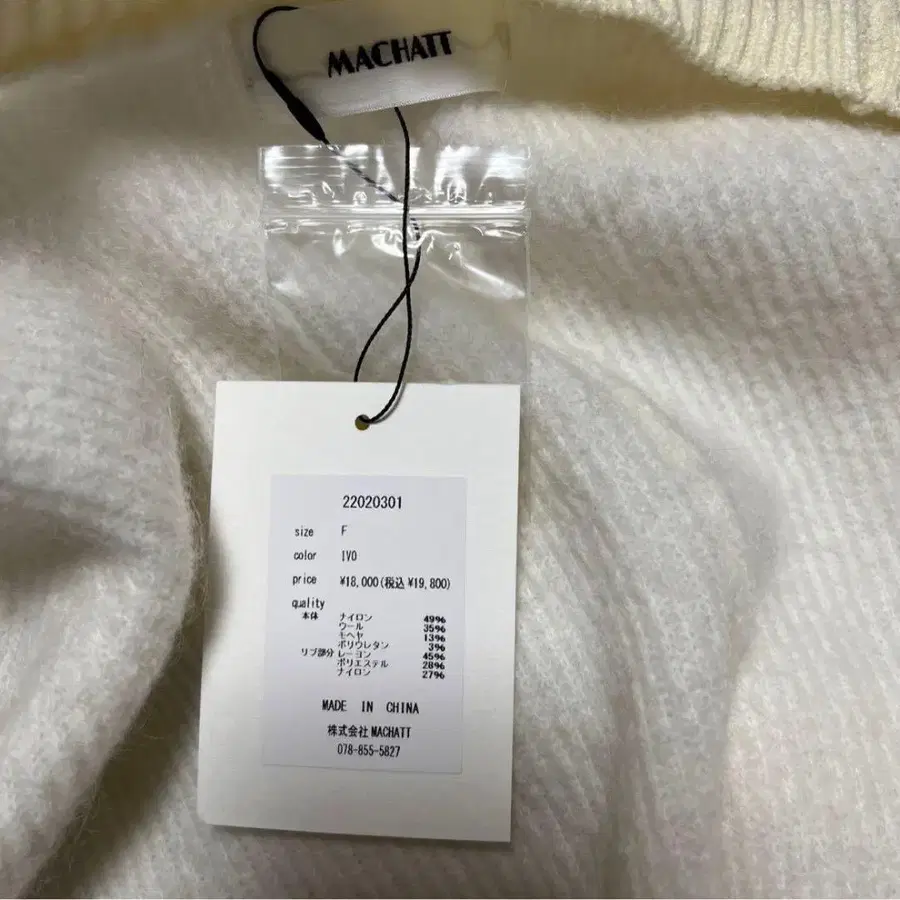 MACHATT
22020301
size F
color IVO
price ¥18,000(税込 ¥19,800)
quality
本体 ナイロン 49%
ウール 35%
モヘヤ 13%
ポリウレタン 3%
リブ部分 レーヨン 45%
ポリエステル 28%
ナイロン 27%
MADE IN CHINA
株式会社 MACHATT
078-855-5827